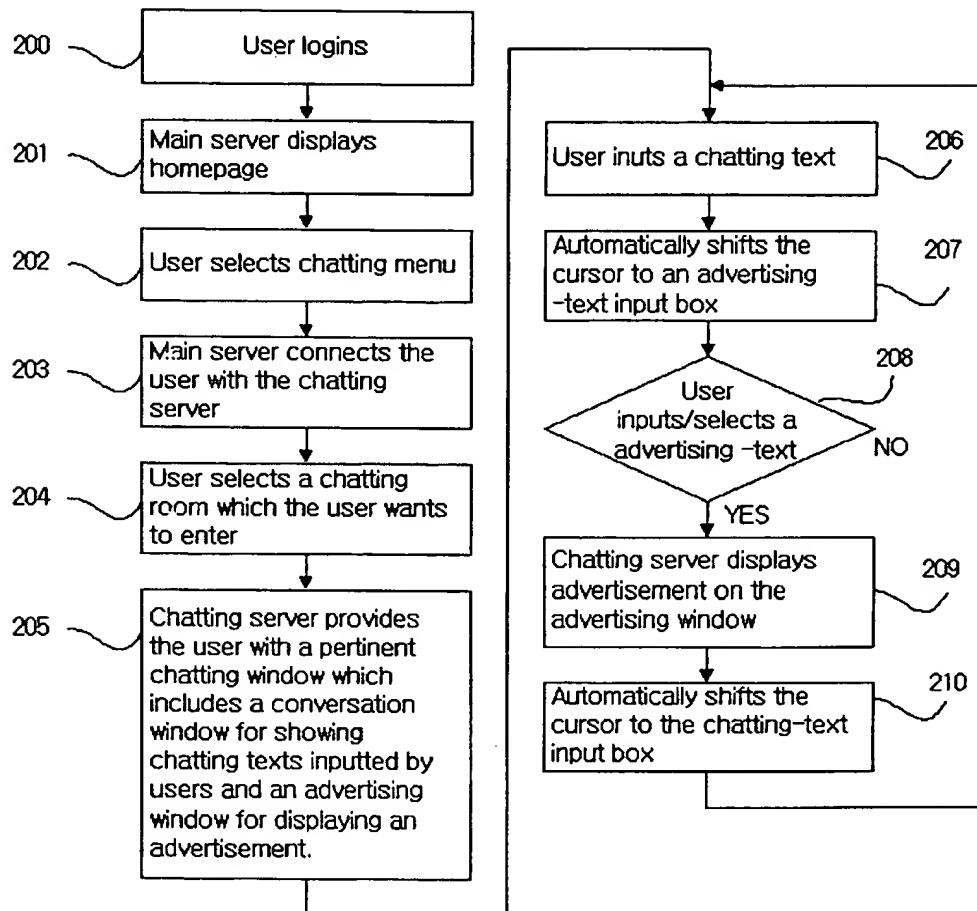 200
User logins
201
Main server displays
homepage
202
User selects chatting menu
203
Main server connects the
user with the chatting
server
204
User selects a chatting
room which the user wants
to enter
205
Chatting server provides
the user with a pertinent
chatting window which
includes a conversation
window for showing
chatting texts inputted by
users and an advertising
window for displaying an
advertisement.
User inuts a chatting text
206
Automatically shifts the
cursor to an advertising
-text input box
207
User
inputs/selects a
advertising -text
208
NO
YES
Chatting server displays
advertisement on the
advertising window
209
Automatically shifts the
cursor to the chatting-text
input box
210